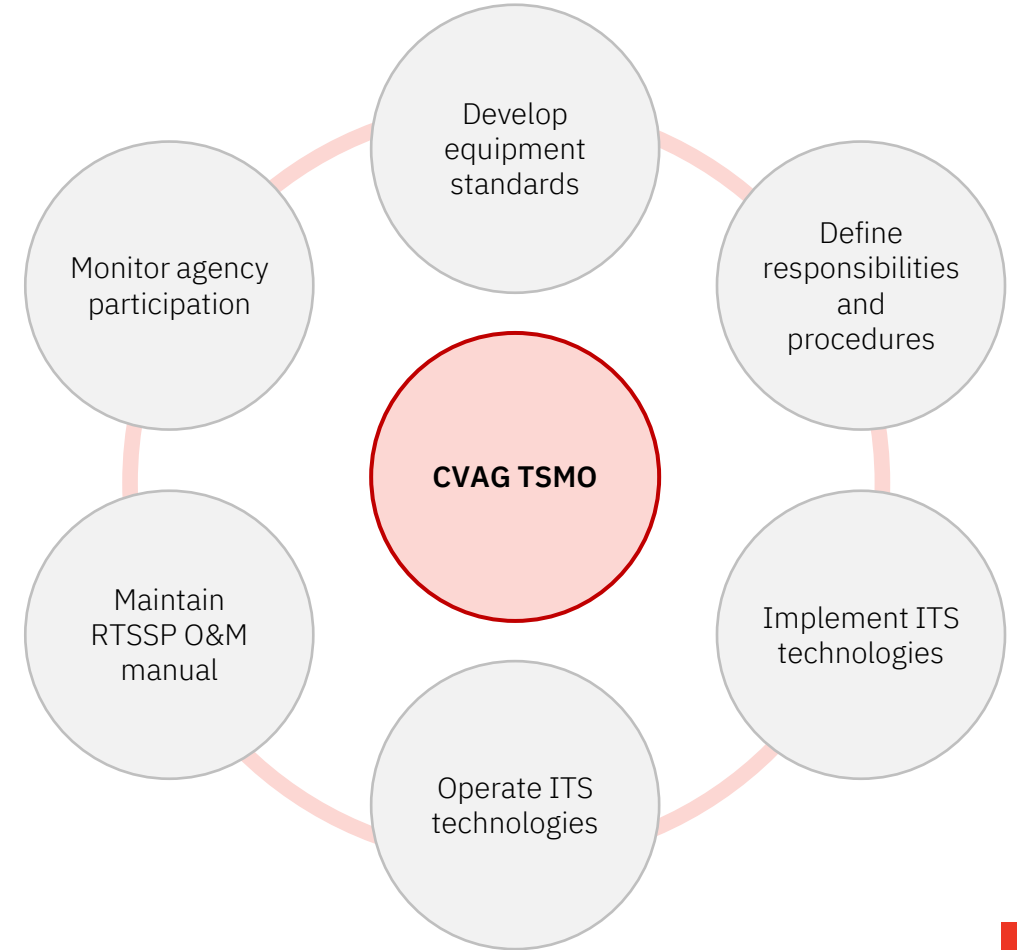 Develop
equipment
standards
Define
responsibilities
and
procedures
Implement ITS
technologies
Operate ITS
technologies
Maintain
RTSSP O&M
manual
Monitor agency
participation
CVAG TSMO